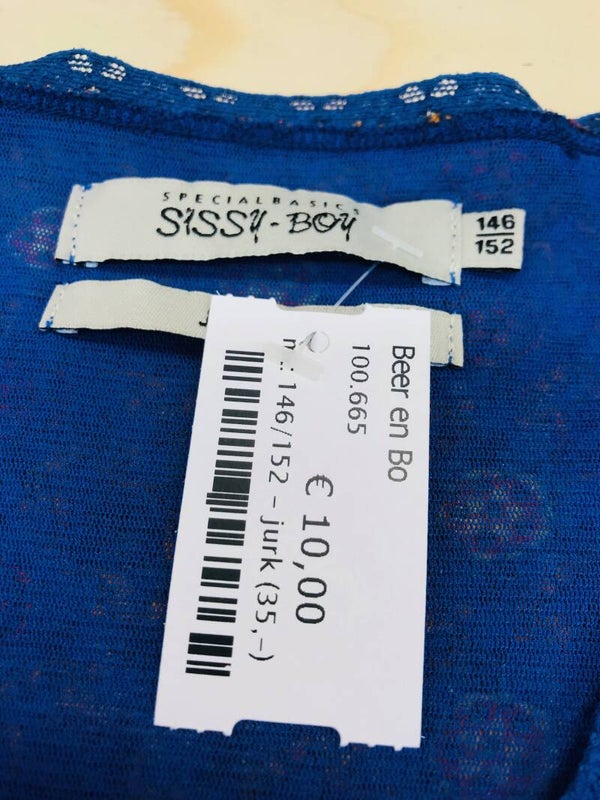 SPECIALBASICS
SISSY-BOY
146
152
Beer en Bo
100.665
€ 10,00
m.: 146/152 - jurk (35,-)